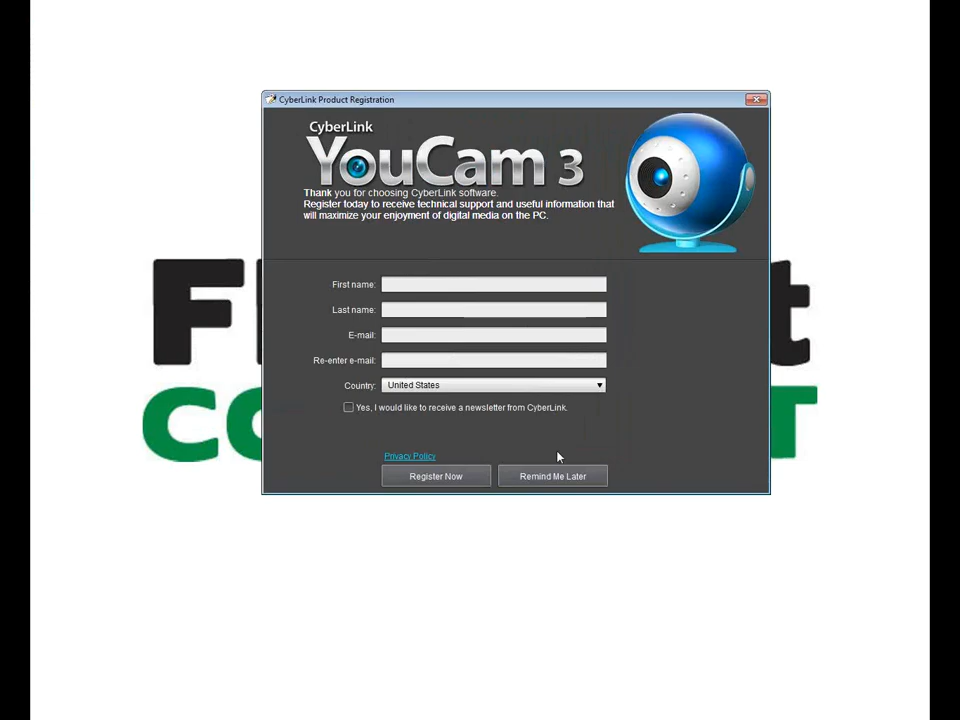 CyberLink Product Registration
CyberLink
YouCam 3
Thank you for choosing CyberLink software.
Register today to receive technical support and useful information that
will maximize your enjoyment of digital media on the PC.
First name:
Last name:
E-mail:
Re-enter e-mail:
Country: United States
Yes, I would like to receive a newsletter from CyberLink.
Privacy Policy
Register Now Remind Me Later